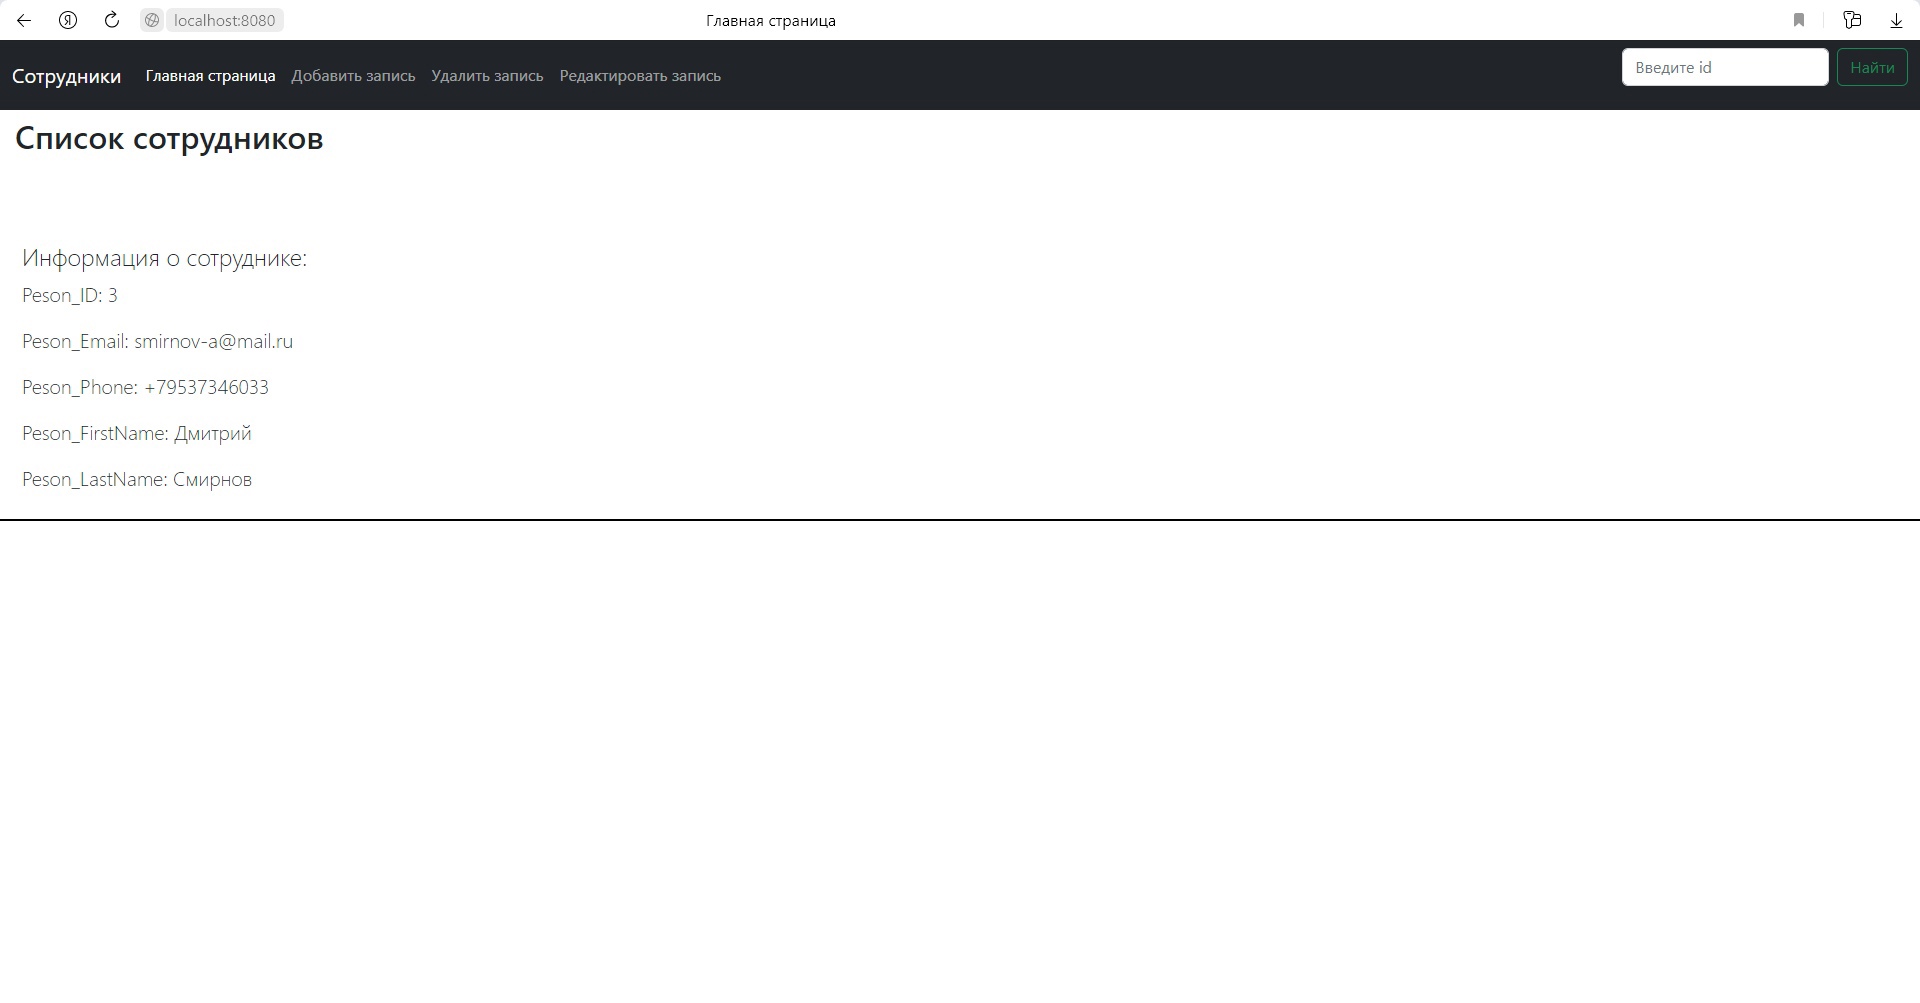 localhost:8080 Главная страница
Сотрудники Главная страница Добавить запись Удалить запись Редактировать запись Введите id Найти
Список сотрудников
Информация о сотруднике:
Peson_ID: 3
Peson_Email: smirnov-a@mail.ru
Peson_Phone: +79537346033
Peson_FirstName: Дмитрий
Peson_LastName: Смирнов